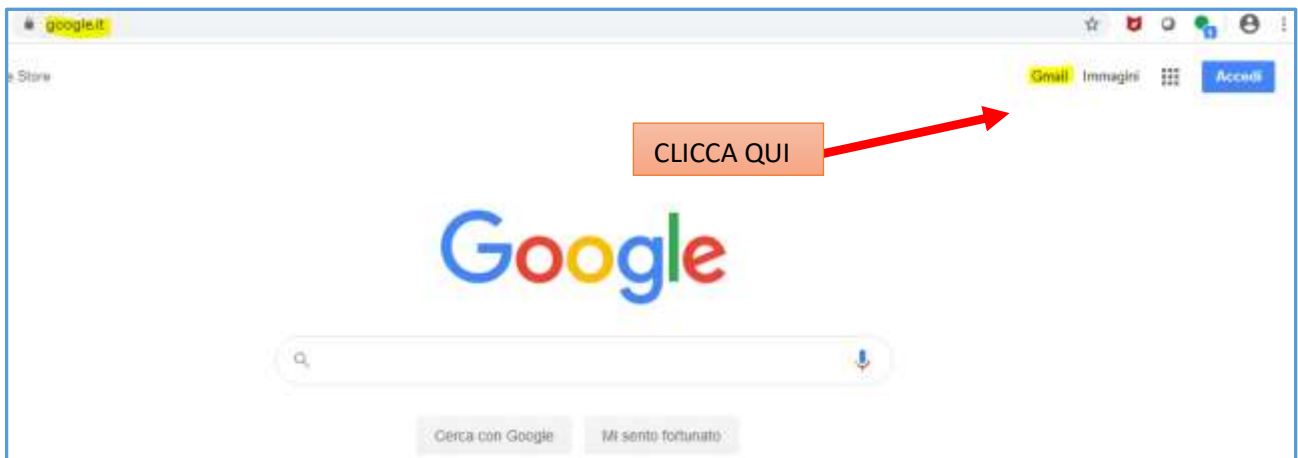 google.it
e Store
Gmail Immagini Accedi
CLICCA QUI
Google
Cerca con Google Mi sento fortunato